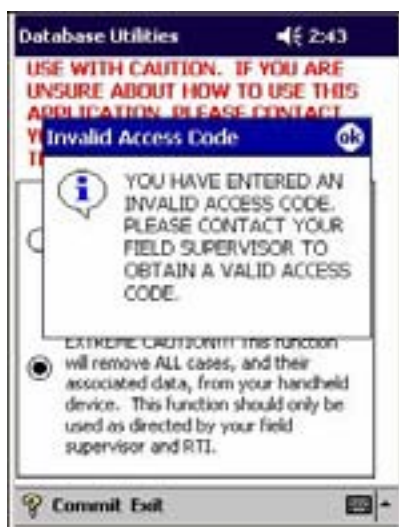 Database Utilities 2:43
USE WITH CAUTION. IF YOU ARE
UNSURE ABOUT HOW TO USE THIS
APPLICATION, PLEASE CONTACT
Invalid Access Code ok
YOU HAVE ENTERED AN
INVALID ACCESS CODE.
PLEASE CONTACT YOUR
FIELD SUPERVISOR TO
OBTAIN A VALID ACCESS
CODE.
EXTREME CAUTION!!! This function
will remove ALL cases, and their
associated data, from your handheld
device. This function should only be
used as directed by your field
supervisor and RTI.
Commit Exit